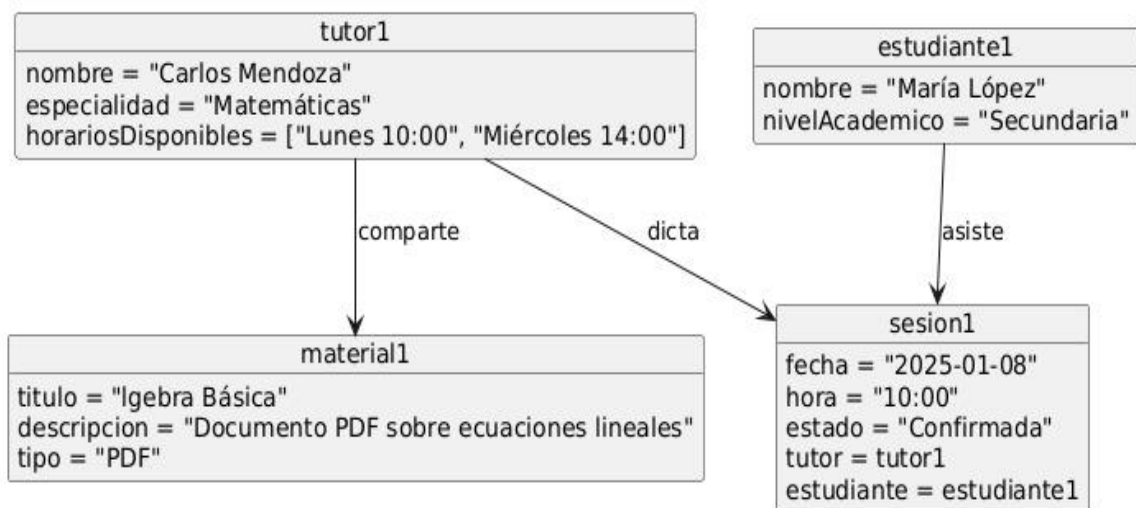 tutor1
nombre = "Carlos Mendoza"
especialidad = "Matemáticas"
horariosDisponibles = ["Lunes 10:00", "Miércoles 14:00"]
estudiante1
nombre = "María López"
nivelAcademico = "Secundaria"
comparte
dicta
asiste
material1
titulo = "lgebra Básica"
descripcion = "Documento PDF sobre ecuaciones lineales"
tipo = "PDF"
sesion1
fecha = "2025-01-08"
hora = "10:00"
estado = "Confirmada"
tutor = tutor1
estudiante = estudiante1